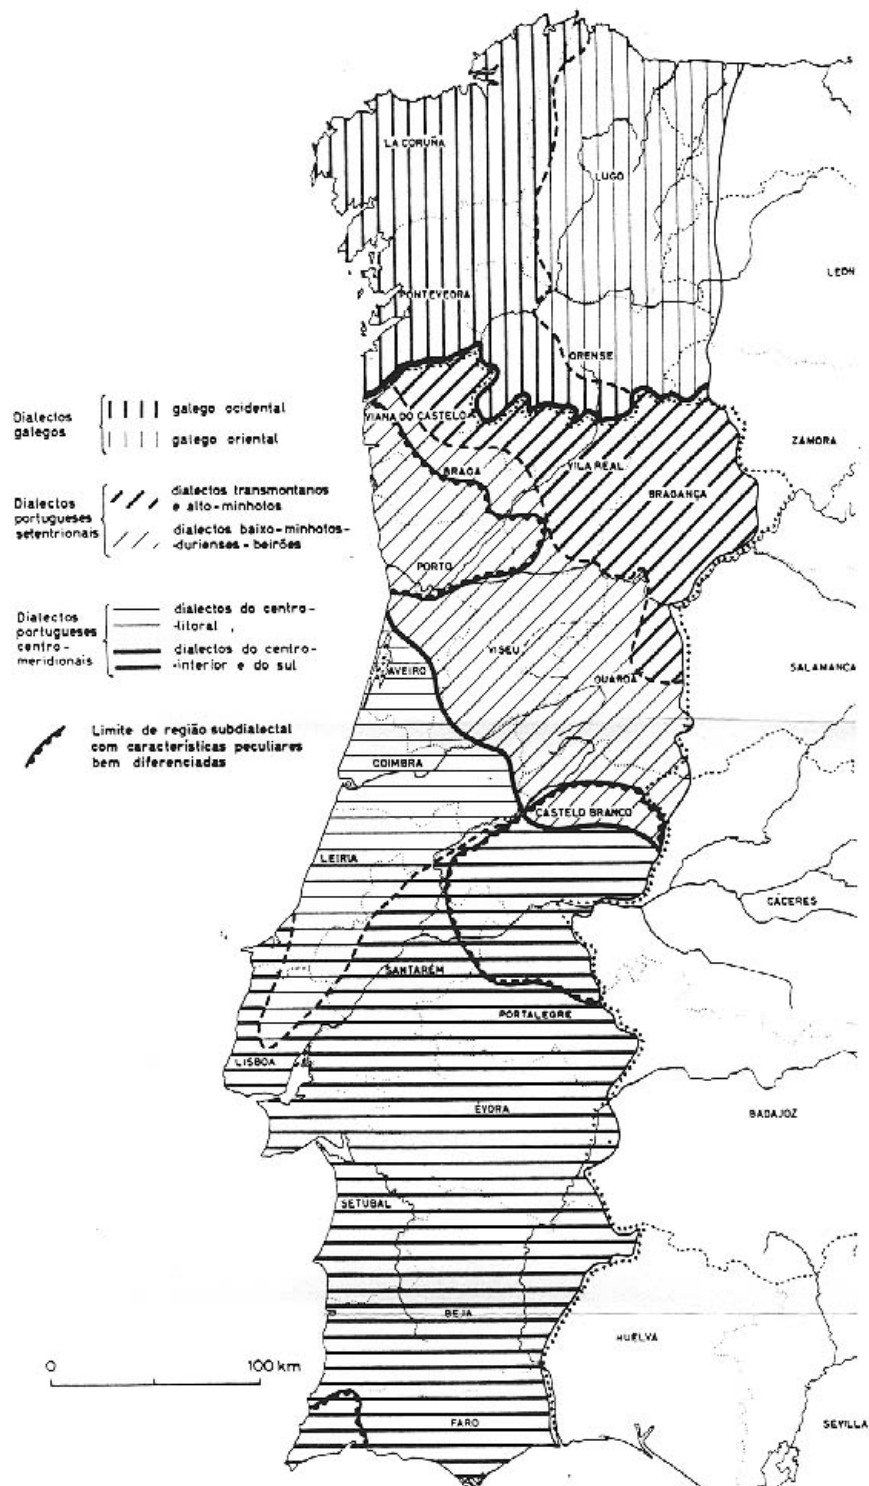 LA CORUÑA
LUGO
LEON
PONTEVEDRA
ORENSE
Dialectos
galegos
galego ocidental
galego oriental
VIANA DO CASTELO
ZAMORA
BRAGA
VILA REAL
BRAGANÇA
Dialectos
portugueses
setentrionais
dialectos transmontanos
e alto-minhotos
dialectos baixo-minhotos-
-durienses-beirões
PORTO
Dialectos
portugueses
centro-
meridionais
dialectos do centro-
-litoral
dialectos do centro-
-interior e do sul
VISEU
AVEIRO
GUARDA
SALAMANCA
Limite de região subdialectal
com características peculiares
bem diferenciadas
COIMBRA
CASTELO BRANCO
LEIRIA
CÁCERES
SANTARÉM
PORTALEGRE
LISBOA
ÉVORA
BADAJOZ
SETUBAL
BEJA
HUELVA
0 100 km
FARO
SEVILLA